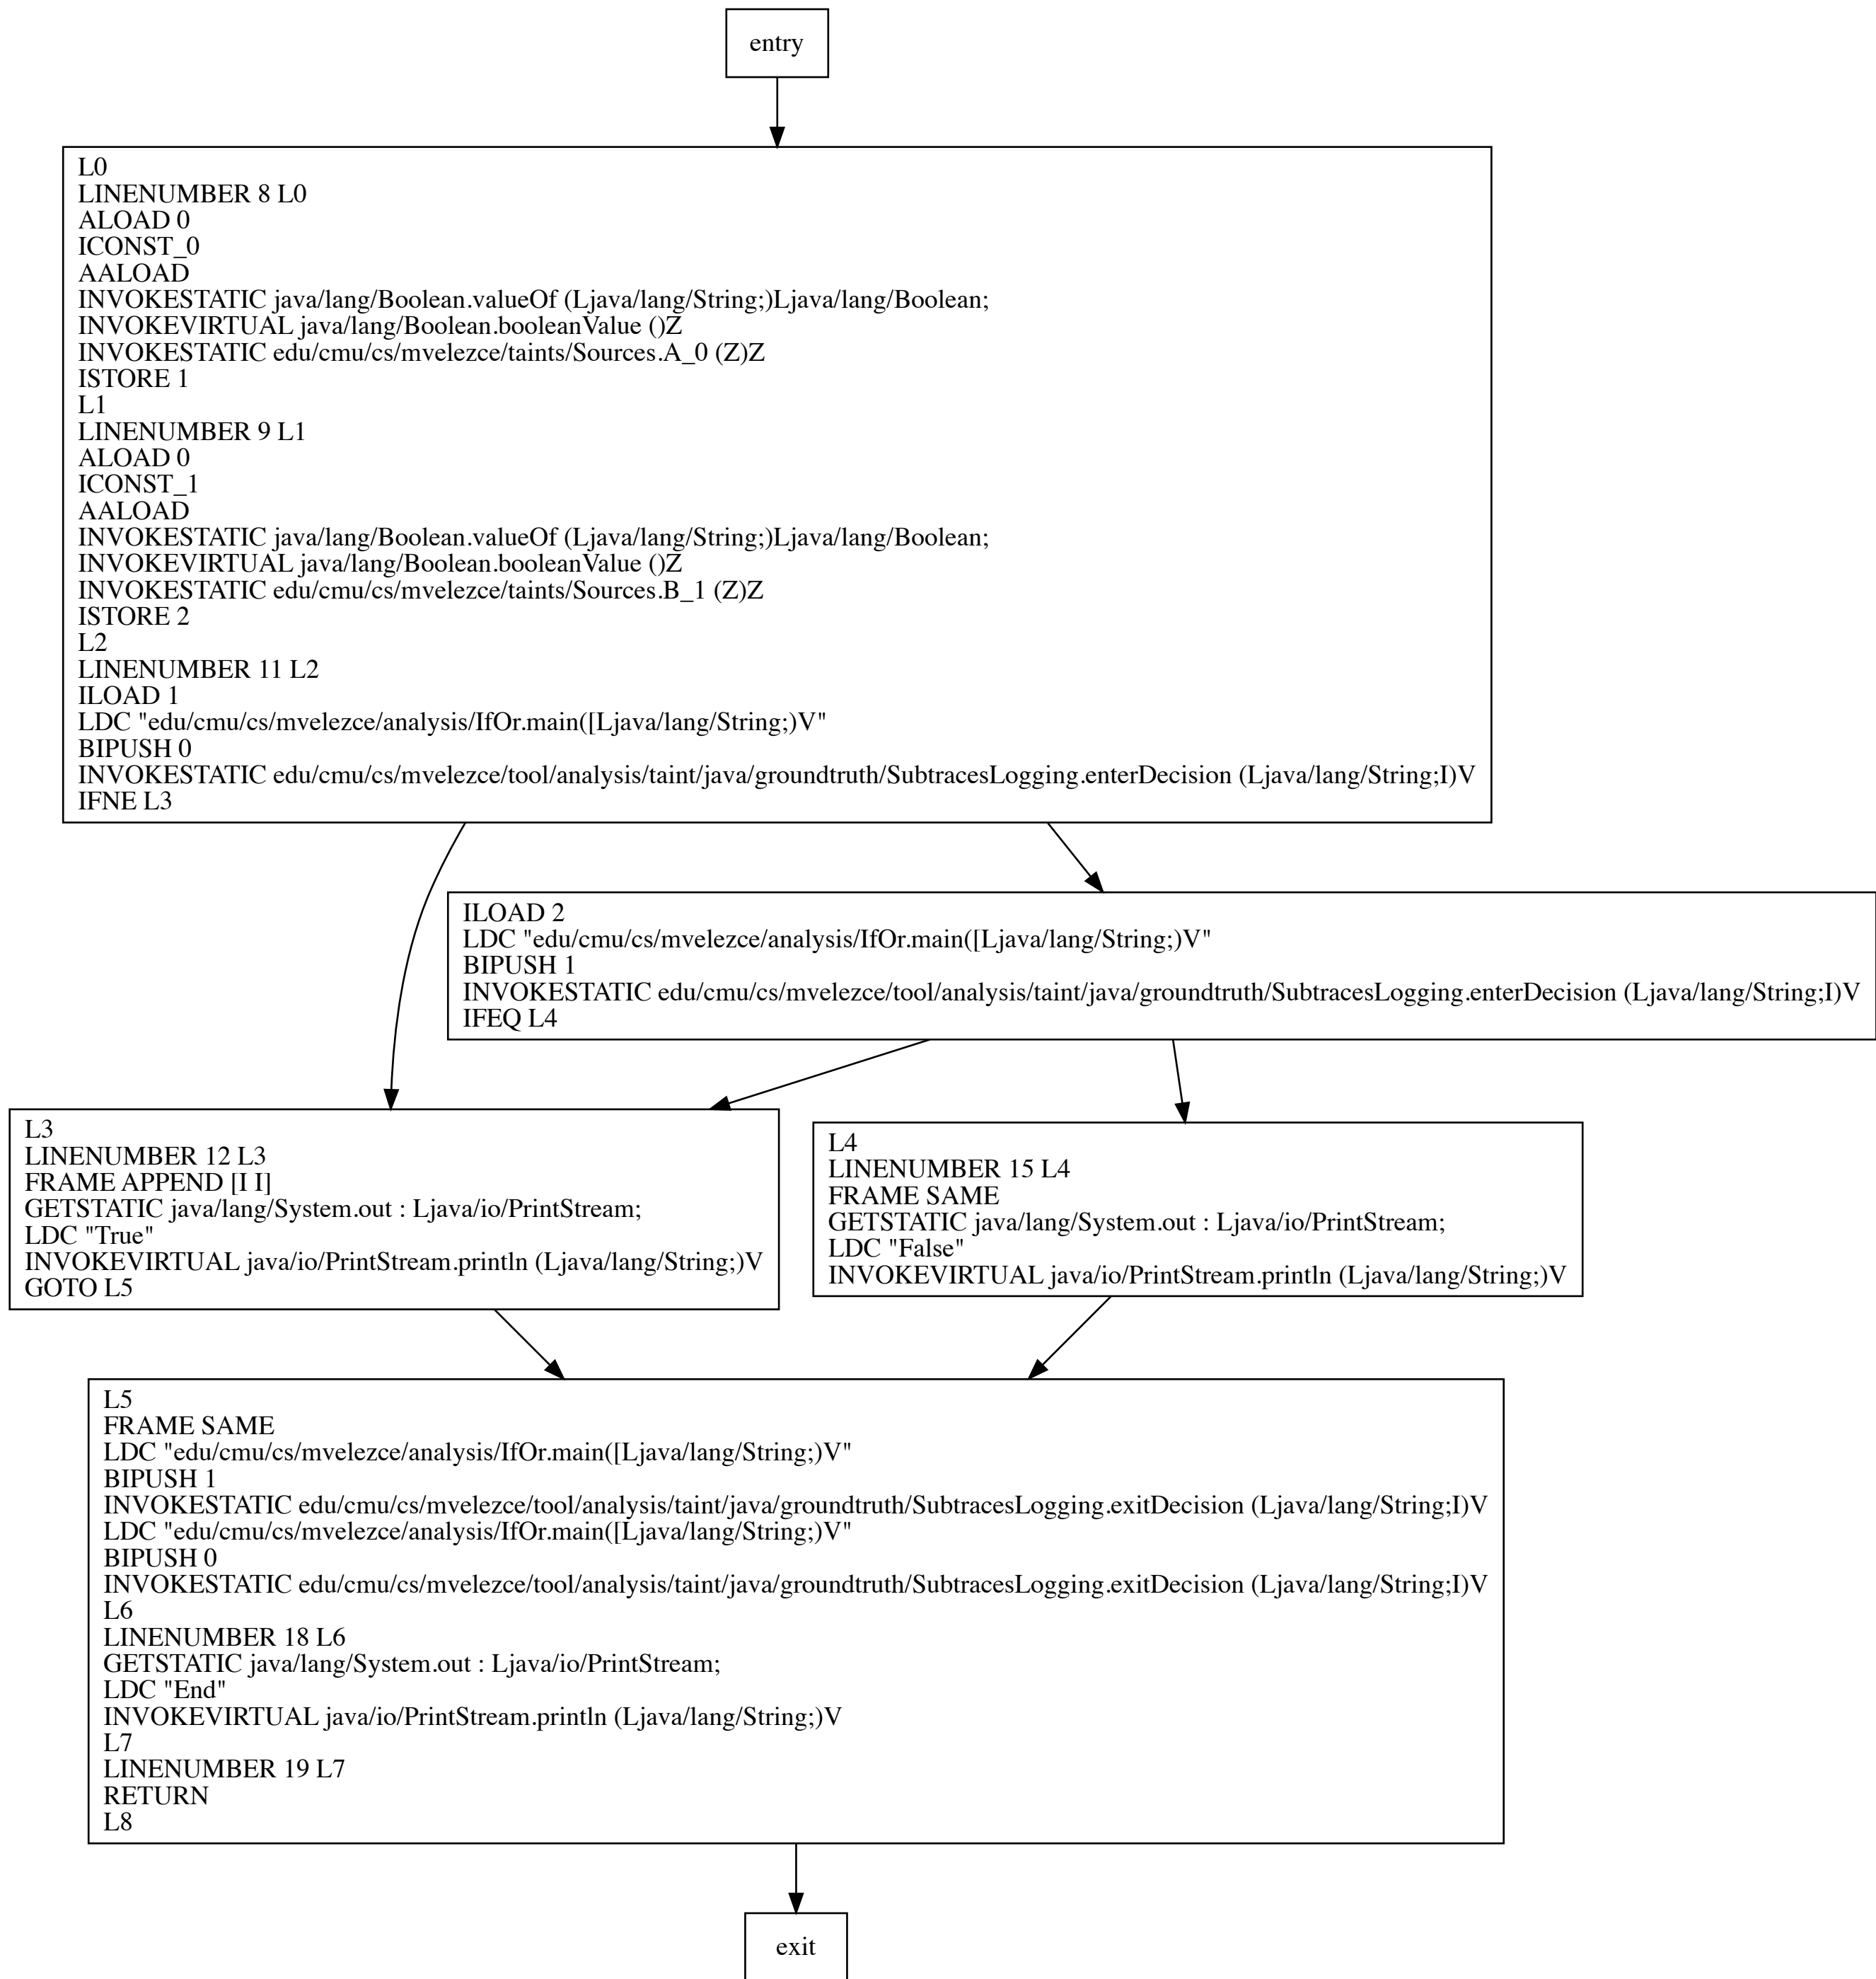 entry
L0
LINENUMBER 8 L0
ALOAD 0
ICONST_0
AALOAD
INVOKESTATIC java/lang/Boolean.valueOf (Ljava/lang/String;)Ljava/lang/Boolean;
INVOKEVIRTUAL java/lang/Boolean.booleanValue ()Z
INVOKESTATIC edu/cmu/cs/mvelezce/taints/Sources.A_0 (Z)Z
ISTORE 1
L1
LINENUMBER 9 L1
ALOAD 0
ICONST_1
AALOAD
INVOKESTATIC java/lang/Boolean.valueOf (Ljava/lang/String;)Ljava/lang/Boolean;
INVOKEVIRTUAL java/lang/Boolean.booleanValue ()Z
INVOKESTATIC edu/cmu/cs/mvelezce/taints/Sources.B_1 (Z)Z
ISTORE 2
L2
LINENUMBER 11 L2
ILOAD 1
LDC "edu/cmu/cs/mvelezce/analysis/IfOr.main([Ljava/lang/String;)V"
BIPUSH 0
INVOKESTATIC edu/cmu/cs/mvelezce/tool/analysis/taint/java/groundtruth/SubtracesLogging.enterDecision (Ljava/lang/String;I)V
IFNE L3
ILOAD 2
LDC "edu/cmu/cs/mvelezce/analysis/IfOr.main([Ljava/lang/String;)V"
BIPUSH 1
INVOKESTATIC edu/cmu/cs/mvelezce/tool/analysis/taint/java/groundtruth/SubtracesLogging.enterDecision (Ljava/lang/String;I)V
IFEQ L4
L3
LINENUMBER 12 L3
FRAME APPEND [I I]
GETSTATIC java/lang/System.out : Ljava/io/PrintStream;
LDC "True"
INVOKEVIRTUAL java/io/PrintStream.println (Ljava/lang/String;)V
GOTO L5
L4
LINENUMBER 15 L4
FRAME SAME
GETSTATIC java/lang/System.out : Ljava/io/PrintStream;
LDC "False"
INVOKEVIRTUAL java/io/PrintStream.println (Ljava/lang/String;)V
L5
FRAME SAME
LDC "edu/cmu/cs/mvelezce/analysis/IfOr.main([Ljava/lang/String;)V"
BIPUSH 1
INVOKESTATIC edu/cmu/cs/mvelezce/tool/analysis/taint/java/groundtruth/SubtracesLogging.exitDecision (Ljava/lang/String;I)V
LDC "edu/cmu/cs/mvelezce/analysis/IfOr.main([Ljava/lang/String;)V"
BIPUSH 0
INVOKESTATIC edu/cmu/cs/mvelezce/tool/analysis/taint/java/groundtruth/SubtracesLogging.exitDecision (Ljava/lang/String;I)V
L6
LINENUMBER 18 L6
GETSTATIC java/lang/System.out : Ljava/io/PrintStream;
LDC "End"
INVOKEVIRTUAL java/io/PrintStream.println (Ljava/lang/String;)V
L7
LINENUMBER 19 L7
RETURN
L8
exit